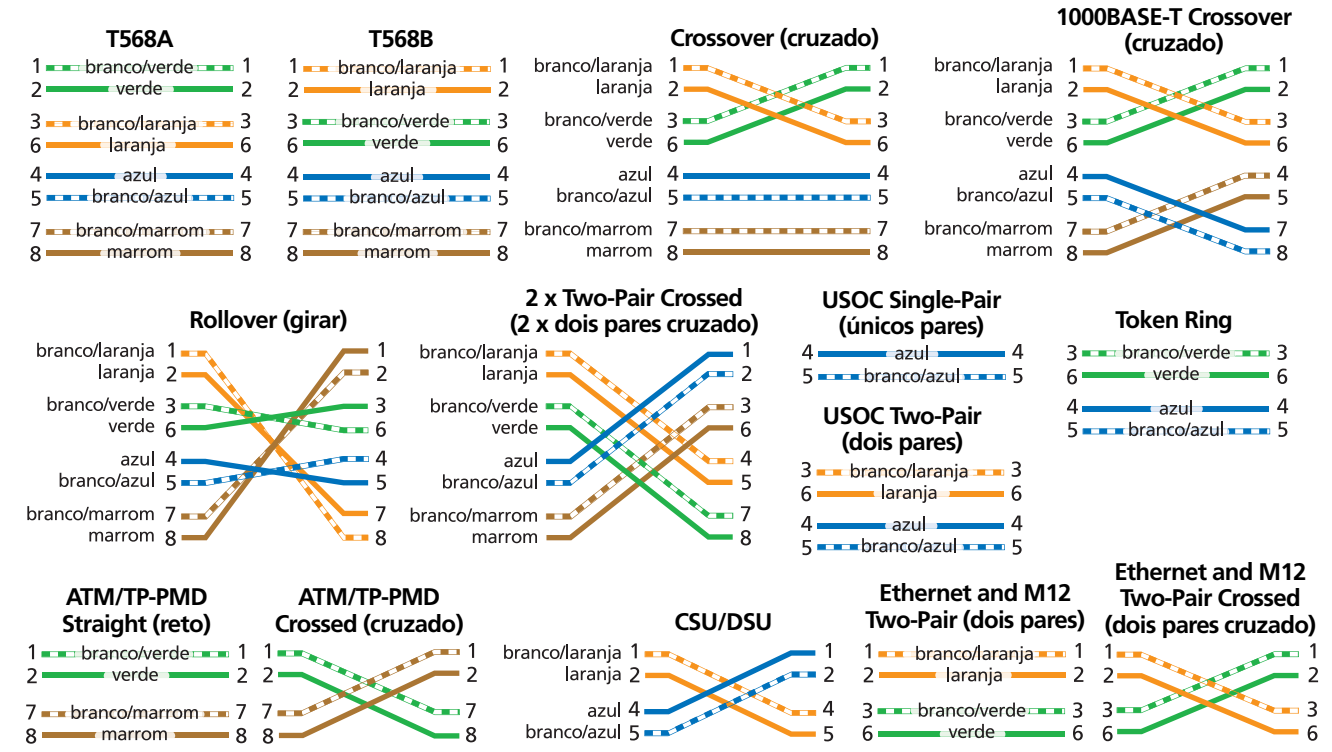 T568A
1 branco/verde 1
2 verde 2
3 branco/laranja 3
6 laranja 6
4 azul 4
5 branco/azul 5
7 branco/marrom 7
8 marrom 8
T568B
1 branco/laranja 1
2 laranja 2
3 branco/verde 3
6 verde 6
4 azul 4
5 branco/azul 5
7 branco/marrom 7
8 marrom 8
Crossover (cruzado)
branco/laranja 1 1
laranja 2 2
branco/verde 3 3
verde 6 6
azul 4 4
branco/azul 5 5
branco/marrom 7 7
marrom 8 8
1000BASE-T Crossover
(cruzado)
branco/laranja 1 1
laranja 2 2
branco/verde 3 3
verde 6 6
azul 4 4
branco/azul 5 5
branco/marrom 7 7
marrom 8 8
Rollover (girar)
branco/laranja 1 1
laranja 2 2
branco/verde 3 3
verde 6 6
azul 4 4
branco/azul 5 5
branco/marrom 7 7
marrom 8 8
2 x Two-Pair Crossed
(2 x dois pares cruzado)
branco/laranja 1
laranja 2
branco/verde 3
verde 6
azul 4
branco/azul 5
branco/marrom 7
marrom 8
USOC Single-Pair
(únicos pares)
4 azul 4
5 branco/azul 5
USOC Two-Pair
(dois pares)
3 branco/laranja 3
6 laranja 6
4 azul 4
5 branco/azul 5
Token Ring
3 branco/verde 3
6 verde 6
4 azul 4
5 branco/azul 5
ATM/TP-PMD
Straight (reto)
1 branco/verde 1
2 verde 2
7 branco/marrom 7
8 marrom 8
ATM/TP-PMD
Crossed (cruzado)
1 1
2 2
7 7
8 8
CSU/DSU
branco/laranja 1 1
laranja 2 2
azul 4 4
branco/azul 5 5
Ethernet and M12
Two-Pair (dois pares)
1 branco/laranja 1
2 laranja 2
3 branco/verde 3
6 verde 6
Ethernet and M12
Two-Pair Crossed
(dois pares cruzado)
1 1
2 2
3 3
6 6